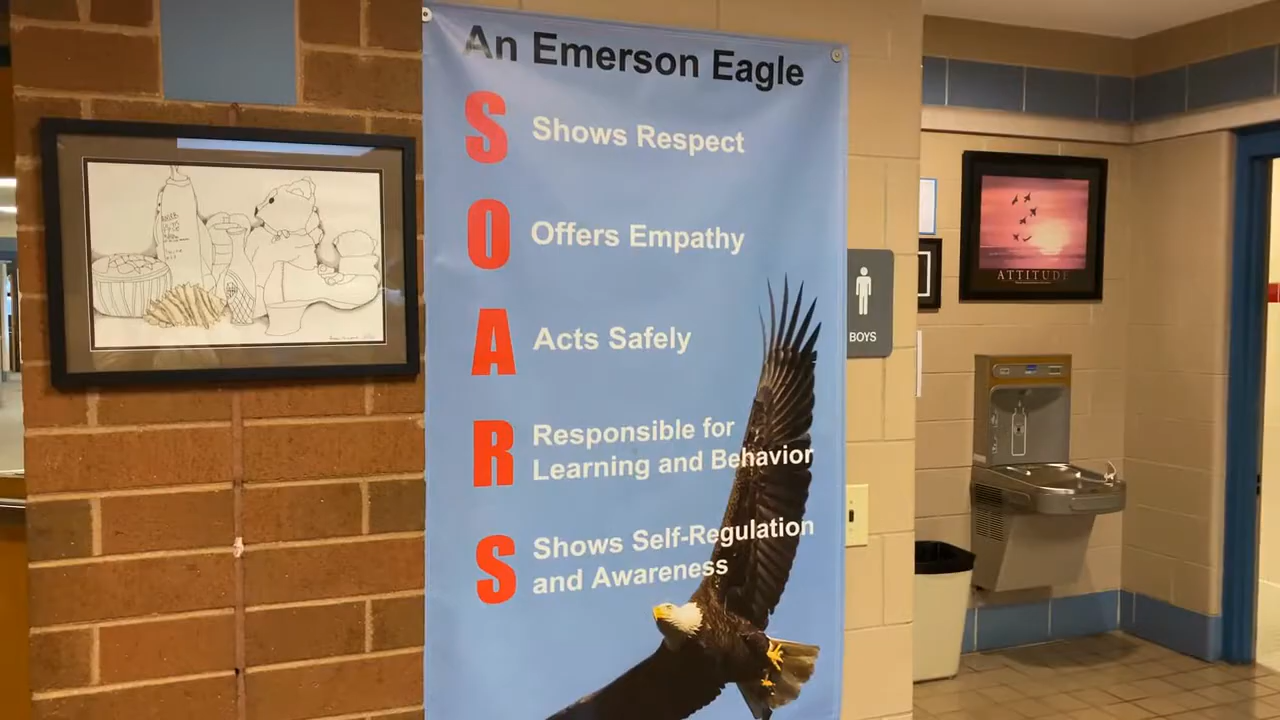 An Emerson Eagle
S Shows Respect
O Offers Empathy
A Acts Safely
R Responsible for
Learning and Behavior
S Shows Self-Regulation
and Awareness
BOYS
ATTITUDE